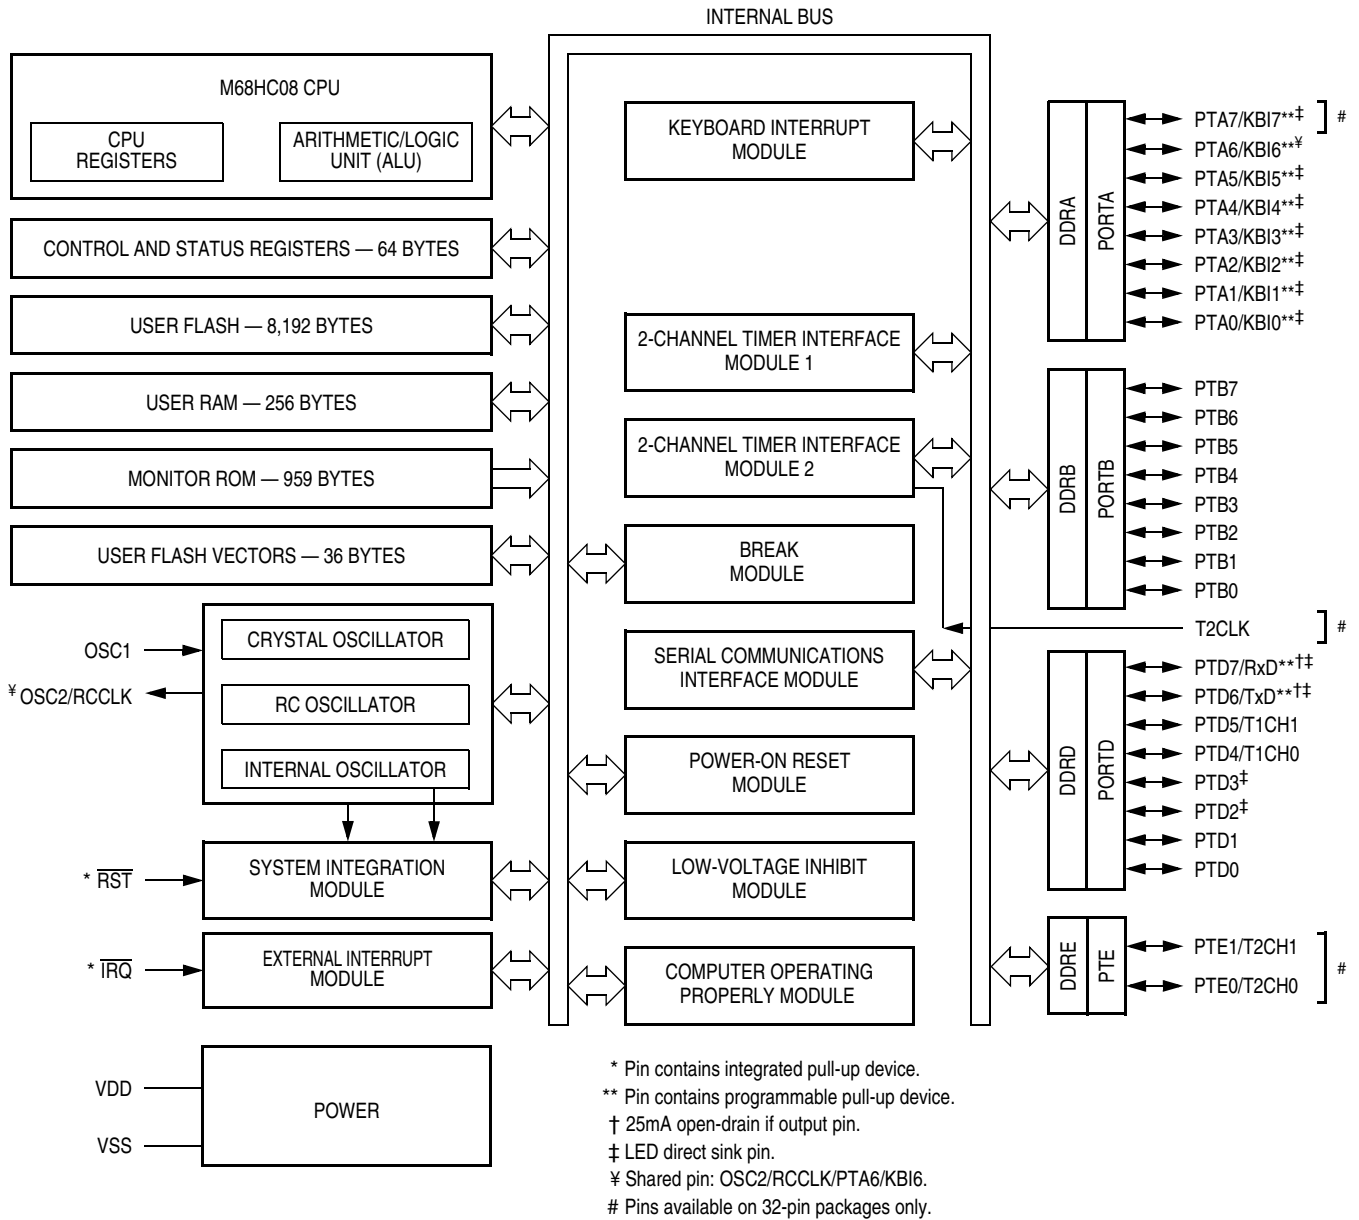 INTERNAL BUS
M68HC08 CPU
CPU
REGISTERS
ARITHMETIC/LOGIC
UNIT (ALU)
CONTROL AND STATUS REGISTERS — 64 BYTES
USER FLASH — 8,192 BYTES
USER RAM — 256 BYTES
MONITOR ROM — 959 BYTES
USER FLASH VECTORS — 36 BYTES
OSC1
¥ OSC2/RCCLK
CRYSTAL OSCILLATOR
RC OSCILLATOR
INTERNAL OSCILLATOR
* R̅S̅T̅
SYSTEM INTEGRATION
MODULE
* I̅R̅Q̅
EXTERNAL INTERRUPT
MODULE
VDD
VSS
POWER
KEYBOARD INTERRUPT
MODULE
2-CHANNEL TIMER INTERFACE
MODULE 1
2-CHANNEL TIMER INTERFACE
MODULE 2
BREAK
MODULE
SERIAL COMMUNICATIONS
INTERFACE MODULE
POWER-ON RESET
MODULE
LOW-VOLTAGE INHIBIT
MODULE
COMPUTER OPERATING
PROPERLY MODULE
DDRA
PORTA
PTA7/KBI7**‡
#
PTA6/KBI6**¥
PTA5/KBI5**‡
PTA4/KBI4**‡
PTA3/KBI3**‡
PTA2/KBI2**‡
PTA1/KBI1**‡
PTA0/KBI0**‡
DDRB
PORTB
PTB7
PTB6
PTB5
PTB4
PTB3
PTB2
PTB1
PTB0
T2CLK
#
DDRD
PORTD
PTD7/RxD**†‡
PTD6/TxD**†‡
PTD5/T1CH1
PTD4/T1CH0
PTD3‡
PTD2‡
PTD1
PTD0
DDRE
PTE
PTE1/T2CH1
PTE0/T2CH0
#
* Pin contains integrated pull-up device.
** Pin contains programmable pull-up device.
† 25mA open-drain if output pin.
‡ LED direct sink pin.
¥ Shared pin: OSC2/RCCLK/PTA6/KBI6.
# Pins available on 32-pin packages only.